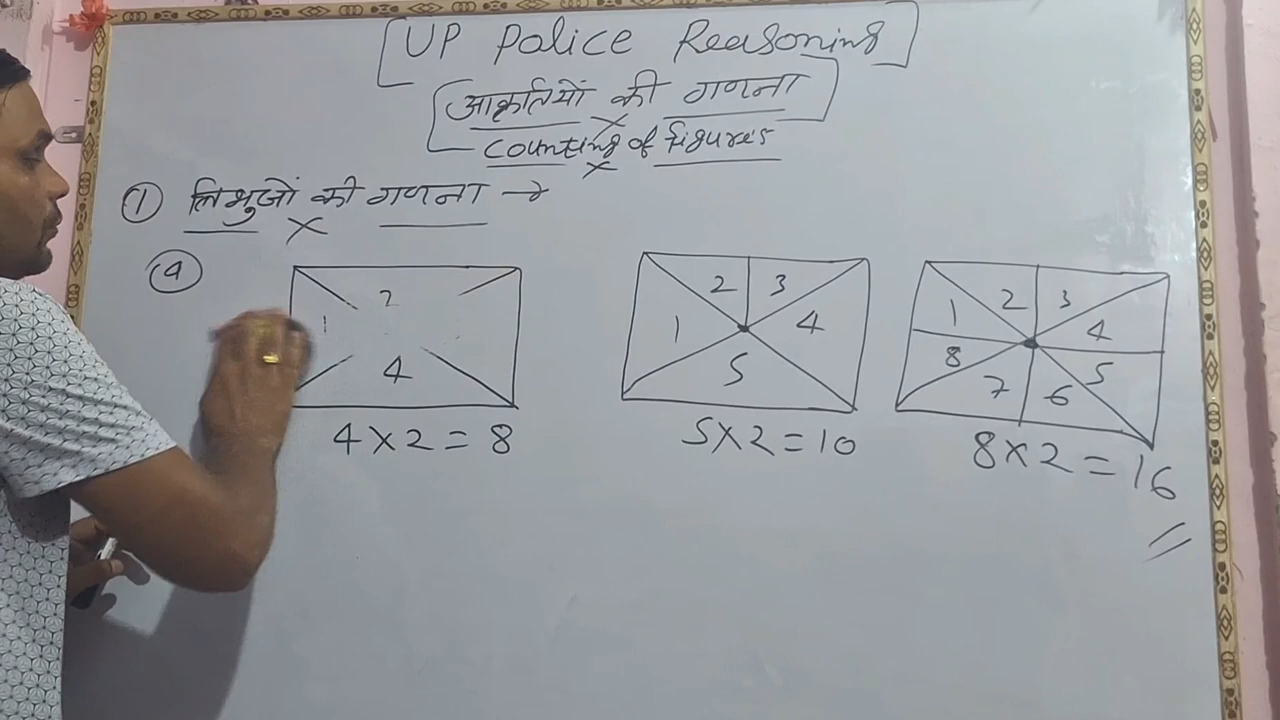 UP Police Reasoning
आकृतियों की गणना
Counting of figures
① त्रिभुजों की गणना →
ⓐ
1 2 4
4 X 2 = 8
1 2 3 4 5
5 X 2 = 10
1 2 3 4 5 6 7 8
8 X 2 = 16